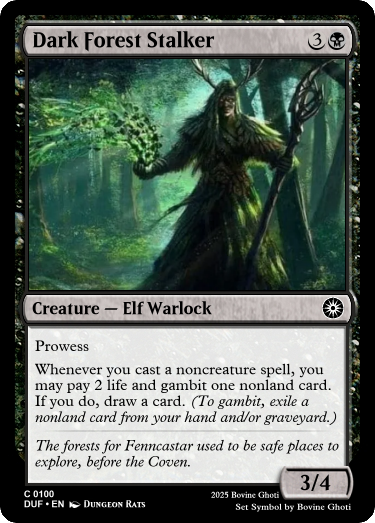 Dark Forest Stalker 3
Creature — Elf Warlock
Prowess
Whenever you cast a noncreature spell, you
may pay 2 life and gambit one nonland card.
If you do, draw a card. (To gambit, exile a
nonland card from your hand and/or graveyard.)
The forests for Fenncastar used to be safe places to
explore, before the Coven.
3/4
C 0100
DUF • EN Dungeon Rats
2025 Bovine Ghoti
Set Symbol by Bovine Ghoti